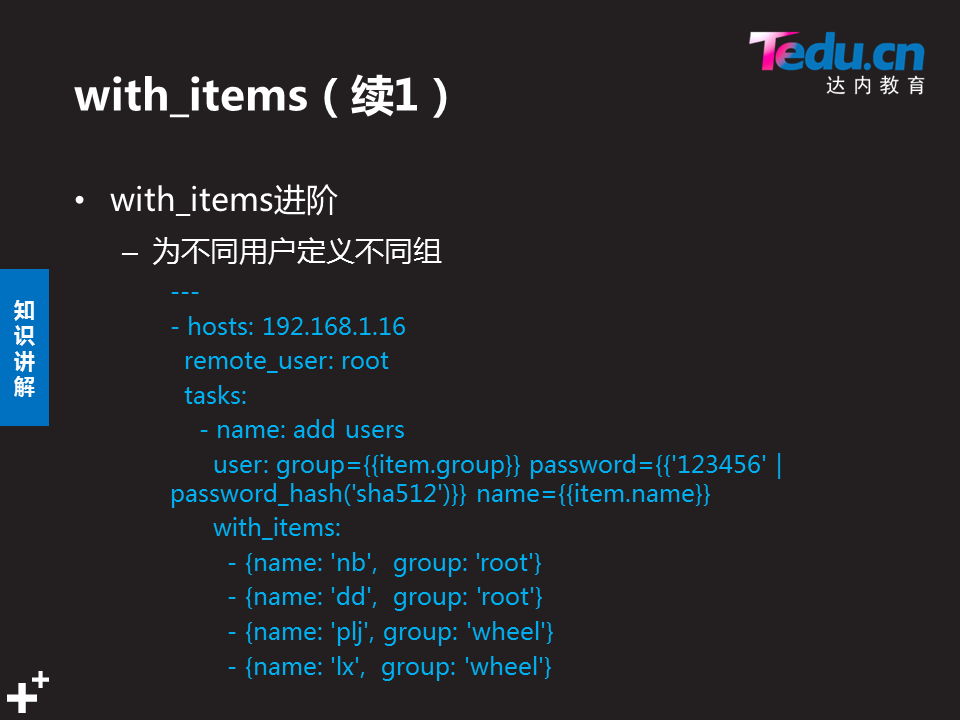 Tedu.cn
达内教育
with_items（续1）
• with_items进阶
– 为不同用户定义不同组
---
- hosts: 192.168.1.16
remote_user: root
tasks:
- name: add users
user: group={{item.group}} password={{'123456' |
password_hash('sha512')}} name={{item.name}}
with_items:
- {name: 'nb', group: 'root'}
- {name: 'dd', group: 'root'}
- {name: 'plj', group: 'wheel'}
- {name: 'lx', group: 'wheel'}
知
识
讲
解